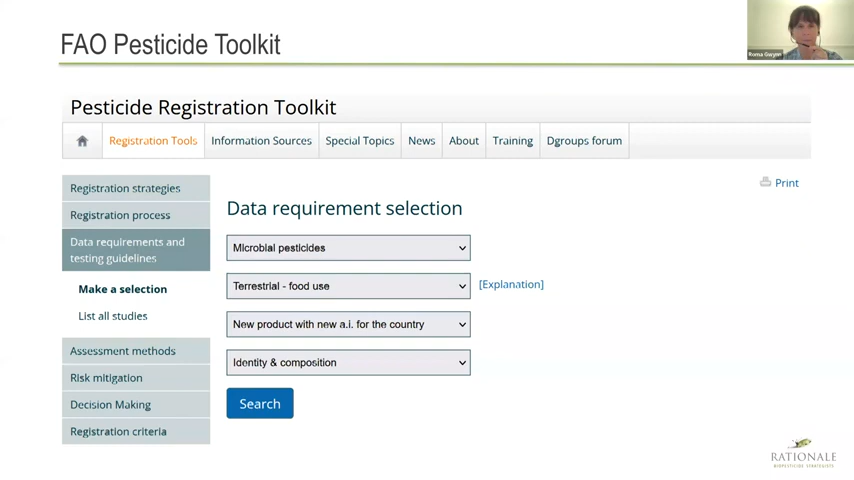 FAO Pesticide Toolkit
Roma Gwynn
Pesticide Registration Toolkit
Registration Tools
Information Sources
Special Topics
News
About
Training
Dgroups forum
Print
Registration strategies
Registration process
Data requirements and
testing guidelines
Make a selection
List all studies
Assessment methods
Risk mitigation
Decision Making
Registration criteria
Data requirement selection
Microbial pesticides
Terrestrial - food use
[Explanation]
New product with new a.i. for the country
Identity & composition
Search
RATIONALE
BIOPESTICIDE STRATEGISTS